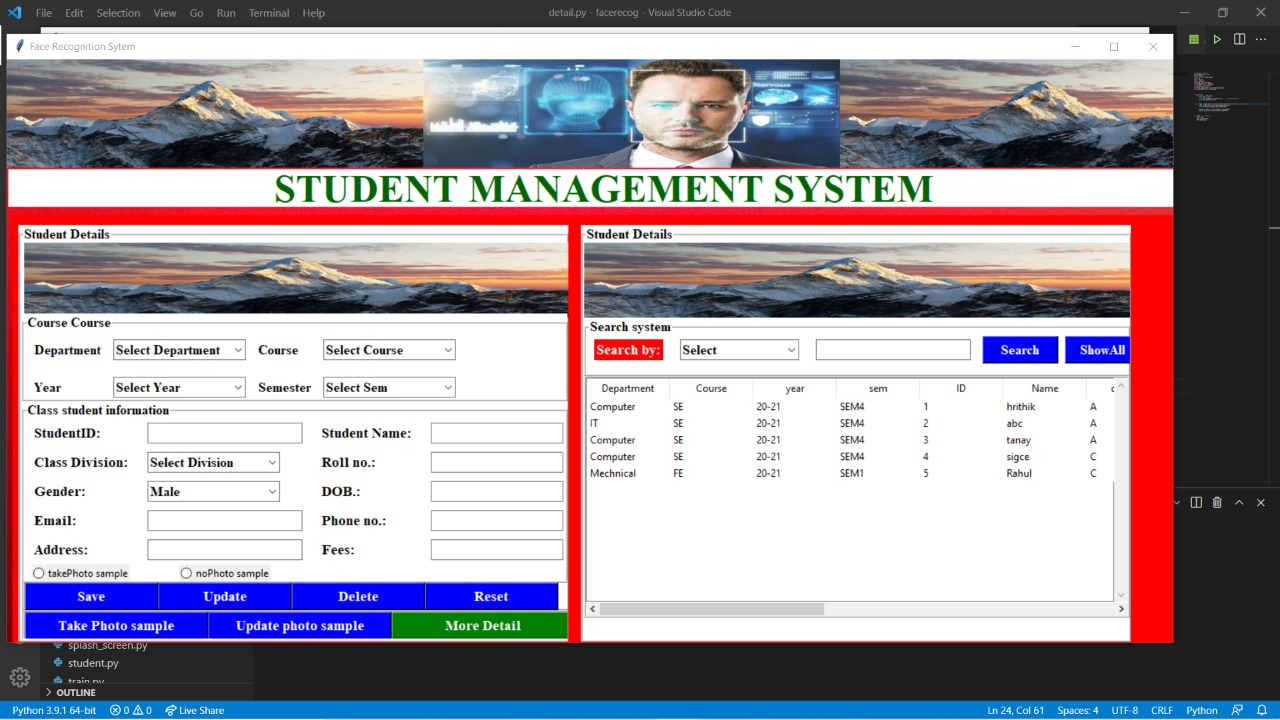 File Edit Selection View Go Run Terminal Help
detail.py - facerecog - Visual Studio Code
Face Recognition Sytem
Nervous
STUDENT MANAGEMENT SYSTEM
Student Details
Course Course
Department Select Department Course Select Course
Year Select Year Semester Select Sem
Class student information
StudentID: Student Name:
Class Division: Select Division Roll no.:
Gender: Male DOB.:
Email: Phone no.:
Address: Fees:
takePhoto sample noPhoto sample
Save Update Delete Reset
Take Photo sample Update photo sample More Detail
Student Details
Search system
Search by: Select Search ShowAll
Department Course year sem ID Name
Computer SE 20-21 SEM4 1 hrithik A
IT SE 20-21 SEM4 2 abc A
Computer SE 20-21 SEM4 3 tanay A
Computer SE 20-21 SEM4 4 sigce C
Mechnical FE 20-21 SEM1 5 Rahul C
splash_screen.py
student.py
train.py
OUTLINE
Python 3.9.1 64-bit 0 0 Live Share Ln 24, Col 61 Spaces: 4 UTF-8 CRLF Python